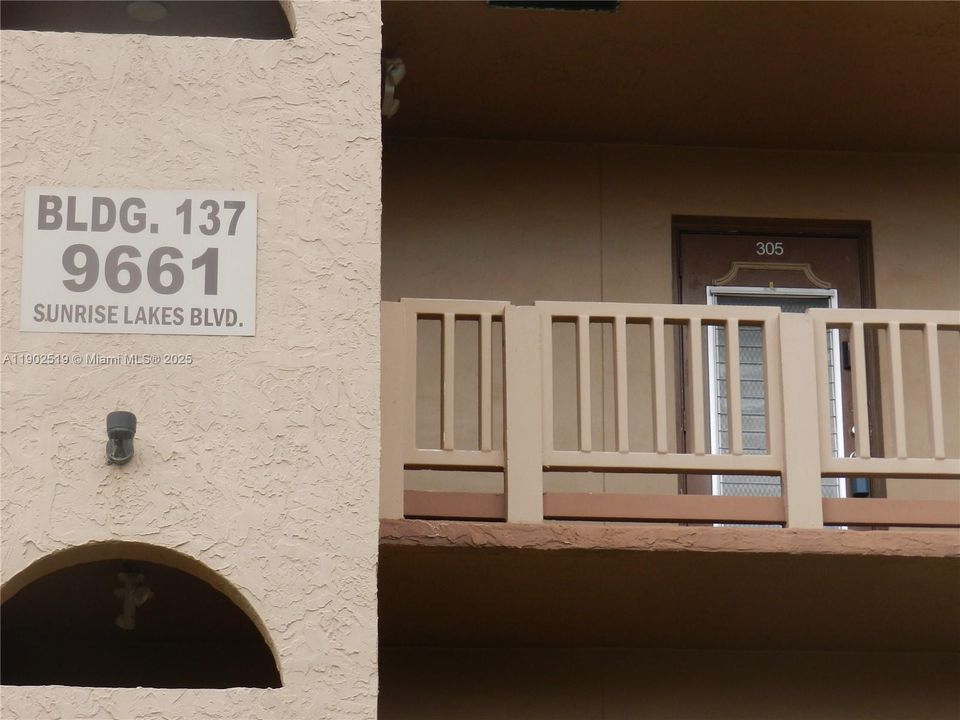 BLDG. 137
9661
SUNRISE LAKES BLVD.
A11902519 © Miami MLS® 2025
305